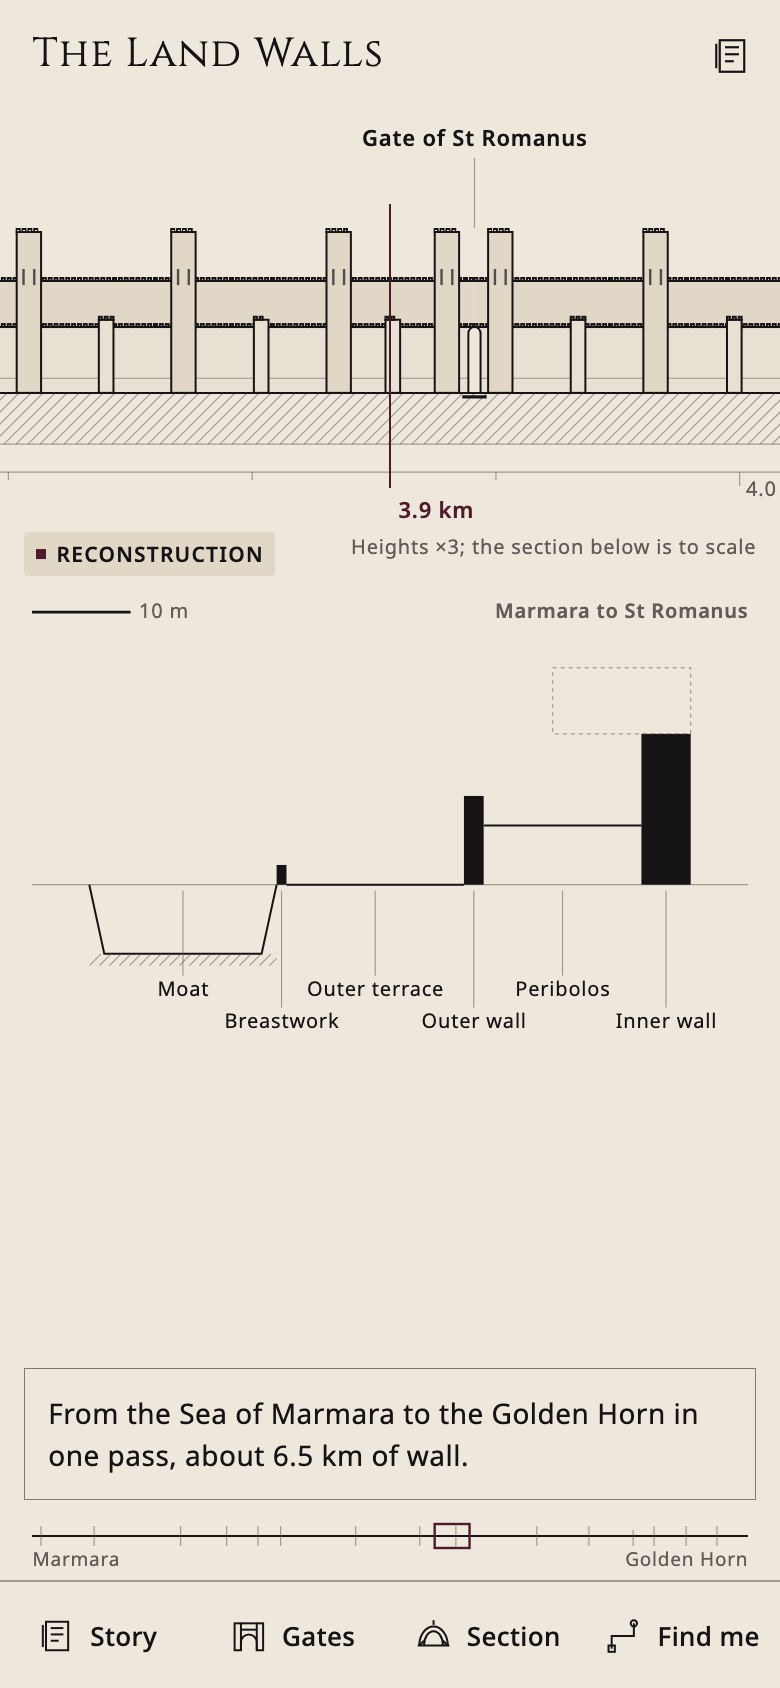 The Land Walls
Gate of St Romanus
4.0
3.9 km
RECONSTRUCTION
Heights ×3; the section below is to scale
10 m
Marmara to St Romanus
Moat
Outer terrace
Peribolos
Breastwork
Outer wall
Inner wall
From the Sea of Marmara to the Golden Horn in
one pass, about 6.5 km of wall.
Marmara
Golden Horn
Story
Gates
Section
Find me